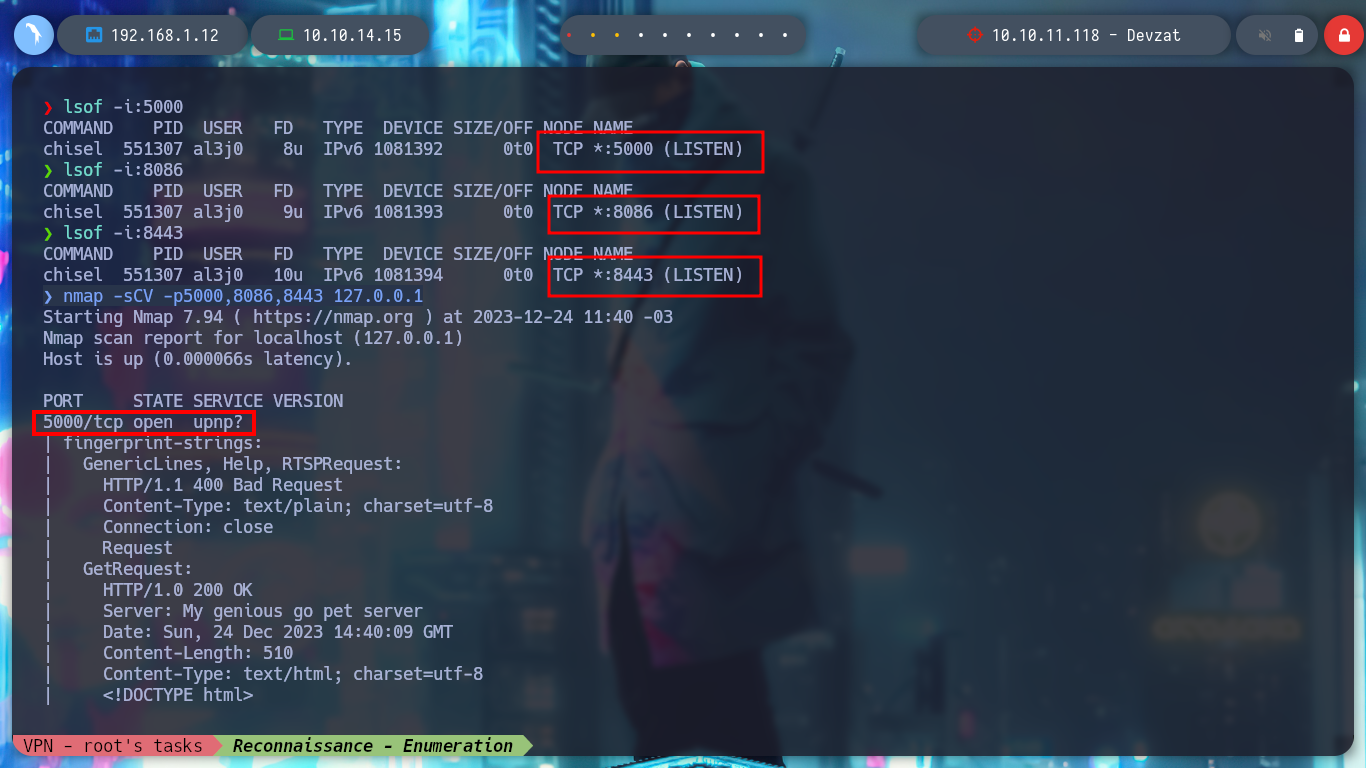 192.168.1.12 10.10.14.15 10.10.11.118 - Devzat
❯ lsof -i:5000
COMMAND    PID  USER   FD   TYPE  DEVICE SIZE/OFF NODE NAME
chisel  551307 al3j0    8u  IPv6 1081392      0t0  TCP *:5000 (LISTEN)
❯ lsof -i:8086
COMMAND    PID  USER   FD   TYPE  DEVICE SIZE/OFF NODE NAME
chisel  551307 al3j0    9u  IPv6 1081393      0t0  TCP *:8086 (LISTEN)
❯ lsof -i:8443
COMMAND    PID  USER   FD   TYPE  DEVICE SIZE/OFF NODE NAME
chisel  551307 al3j0   10u  IPv6 1081394      0t0  TCP *:8443 (LISTEN)
❯ nmap -sCV -p5000,8086,8443 127.0.0.1
Starting Nmap 7.94 ( https://nmap.org ) at 2023-12-24 11:40 -03
Nmap scan report for localhost (127.0.0.1)
Host is up (0.000066s latency).
PORT     STATE SERVICE VERSION
5000/tcp open  upnp?
| fingerprint-strings:
|   GenericLines, Help, RTSPRequest:
|     HTTP/1.1 400 Bad Request
|     Content-Type: text/plain; charset=utf-8
|     Connection: close
|     Request
|   GetRequest:
|     HTTP/1.0 200 OK
|     Server: My genious go pet server
|     Date: Sun, 24 Dec 2023 14:40:09 GMT
|     Content-Length: 510
|     Content-Type: text/html; charset=utf-8
|     <!DOCTYPE html>
VPN - root's tasks Reconnaissance - Enumeration